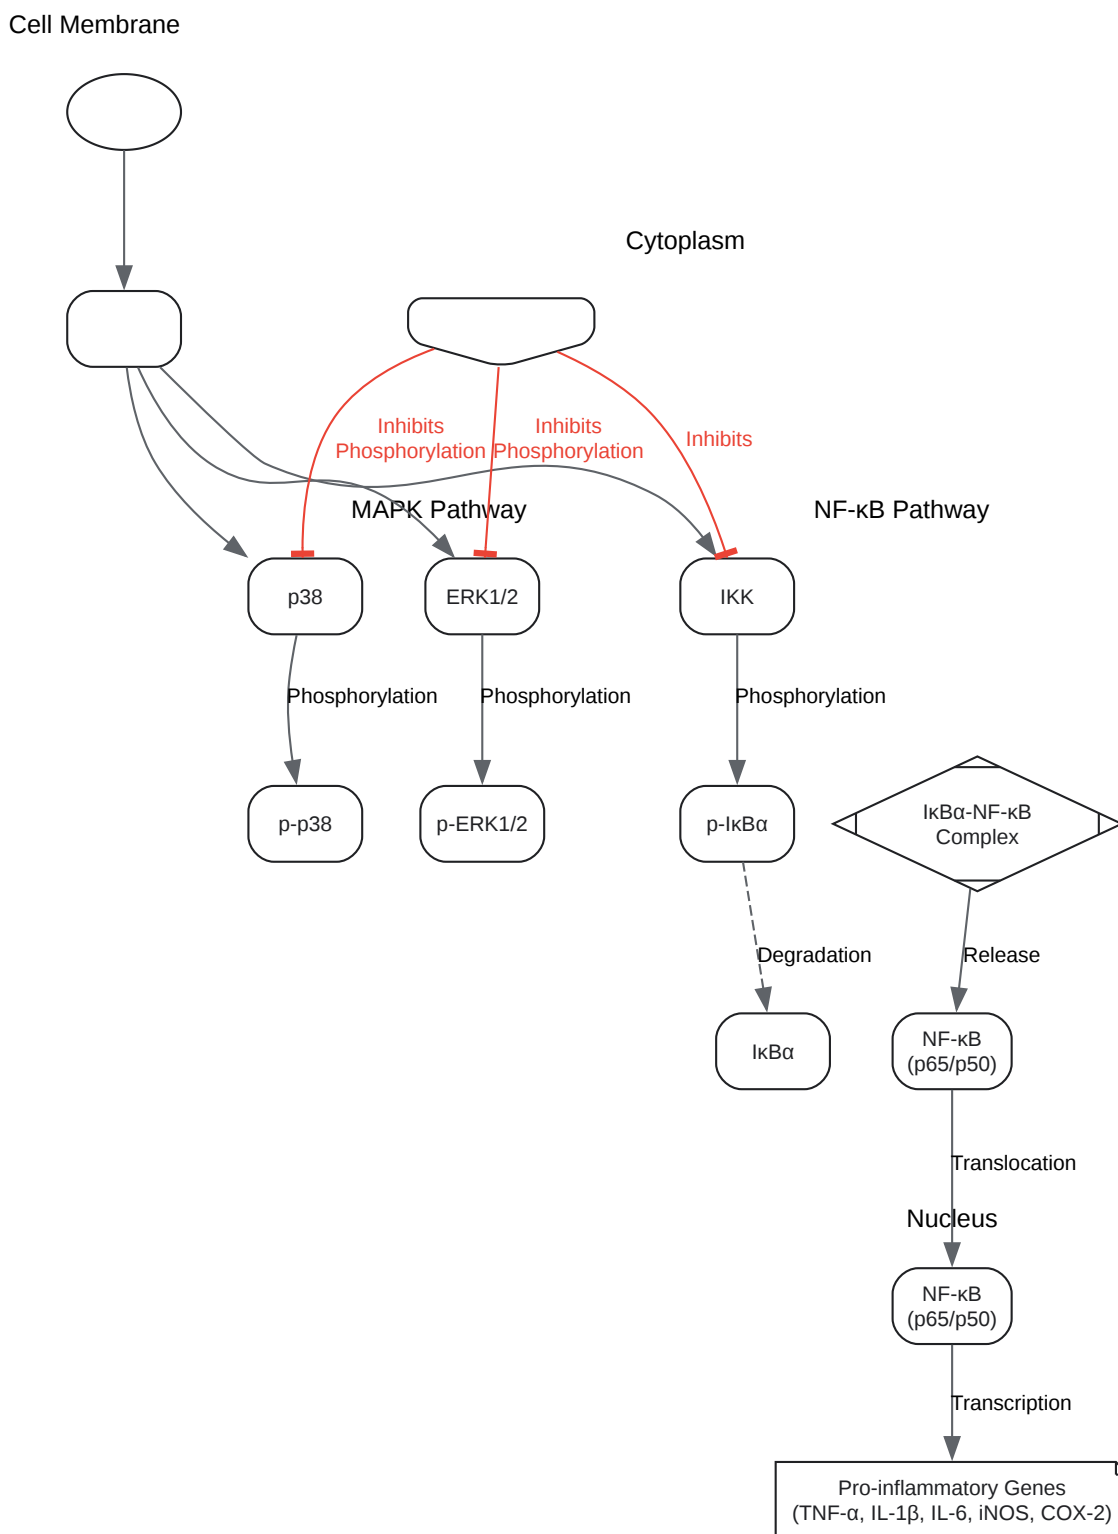 Cell Membrane
Cytoplasm
Inhibits
Phosphorylation
Inhibits
Phosphorylation
Inhibits
MAPK Pathway
NF-κB Pathway
p38
ERK1/2
IKK
Phosphorylation
Phosphorylation
Phosphorylation
p-p38
p-ERK1/2
p-IκBα
IκBα-NF-κB
Complex
Degradation
Release
IκBα
NF-κB
(p65/p50)
Translocation
Nucleus
NF-κB
(p65/p50)
Transcription
Pro-inflammatory Genes
(TNF-α, IL-1β, IL-6, iNOS, COX-2)